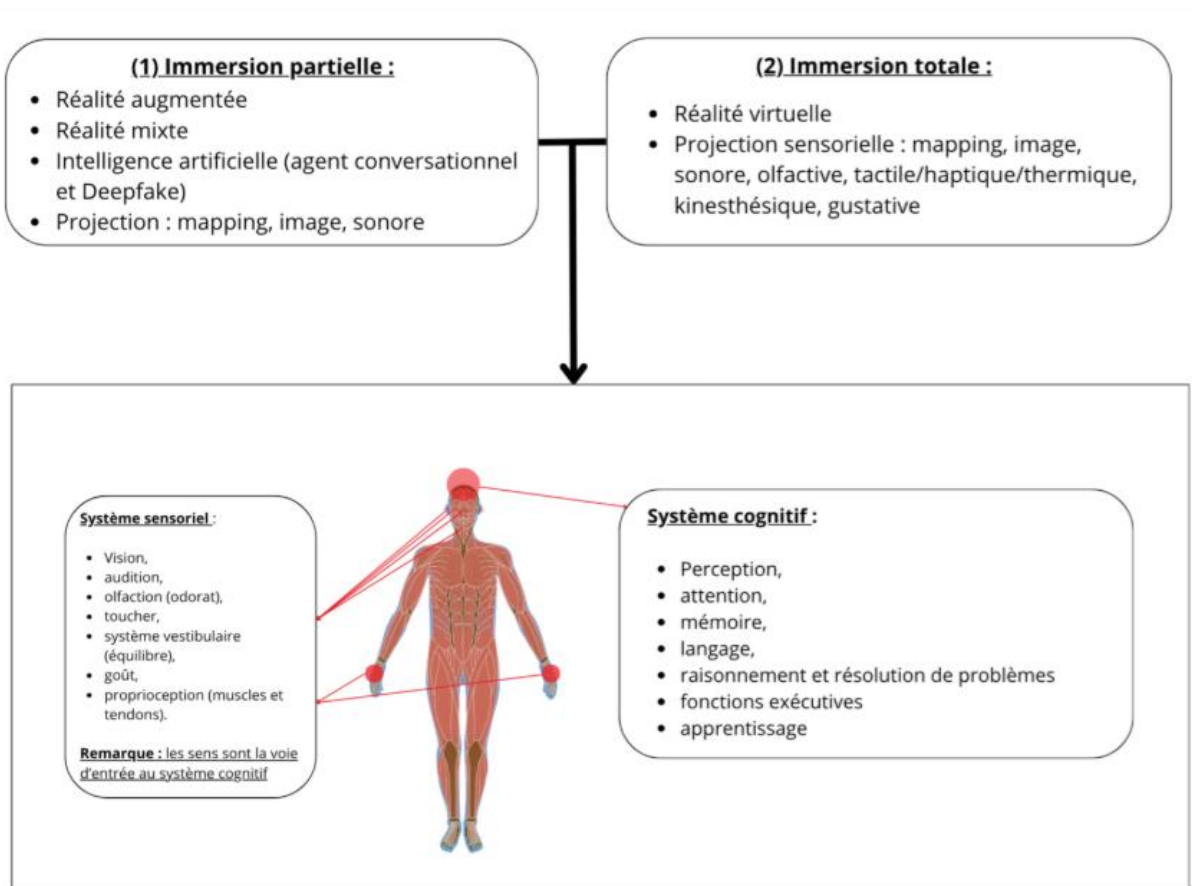 (1) Immersion partielle :
• Réalité augmentée
• Réalité mixte
• Intelligence artificielle (agent conversationnel
et Deepfake)
• Projection : mapping, image, sonore
(2) Immersion totale :
• Réalité virtuelle
• Projection sensorielle : mapping, image,
sonore, olfactive, tactile/haptique/thermique,
kinesthésique, gustative
Système sensoriel :
• Vision,
• audition,
• olfaction (odorat),
• toucher,
• système vestibulaire
(équilibre),
• goût,
• proprioception (muscles et
tendons).
Remarque : les sens sont la voie
d'entrée au système cognitif
Système cognitif :
• Perception,
• attention,
• mémoire,
• langage,
• raisonnement et résolution de problèmes
• fonctions exécutives
• apprentissage